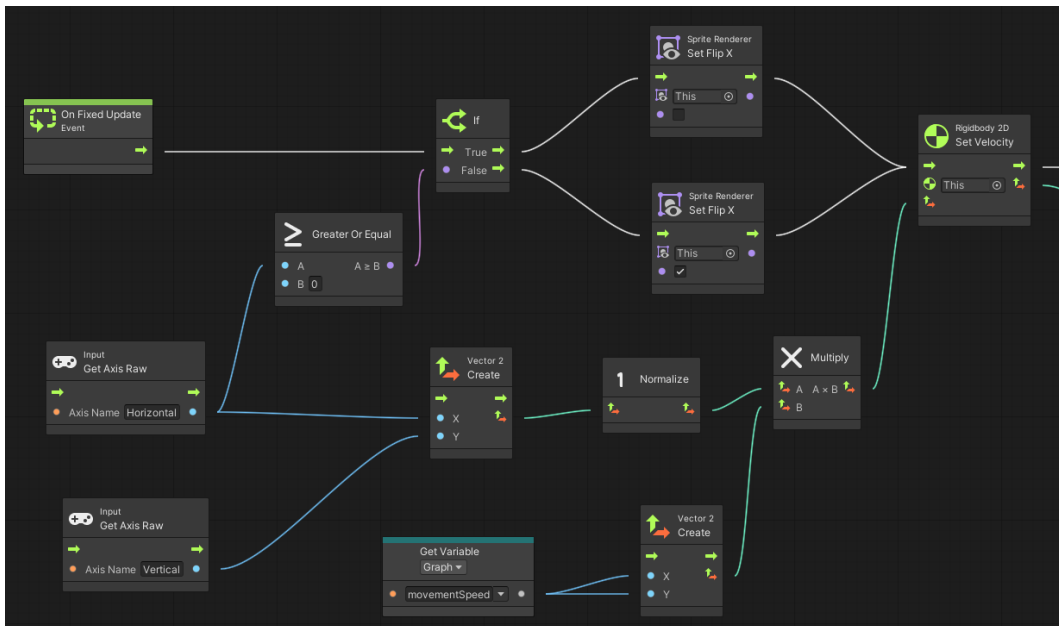 Sprite Renderer
Set Flip X
This
On Fixed Update
Event
If
True
False
Rigidbody 2D
Set Velocity
This
Sprite Renderer
Set Flip X
This
Greater Or Equal
A A ≥ B
B 0
Input
Get Axis Raw
Axis Name Horizontal
Vector 2
Create
X
Y
1 Normalize
Multiply
A A × B
B
Input
Get Axis Raw
Axis Name Vertical
Get Variable
Graph
movementSpeed
Vector 2
Create
X
Y